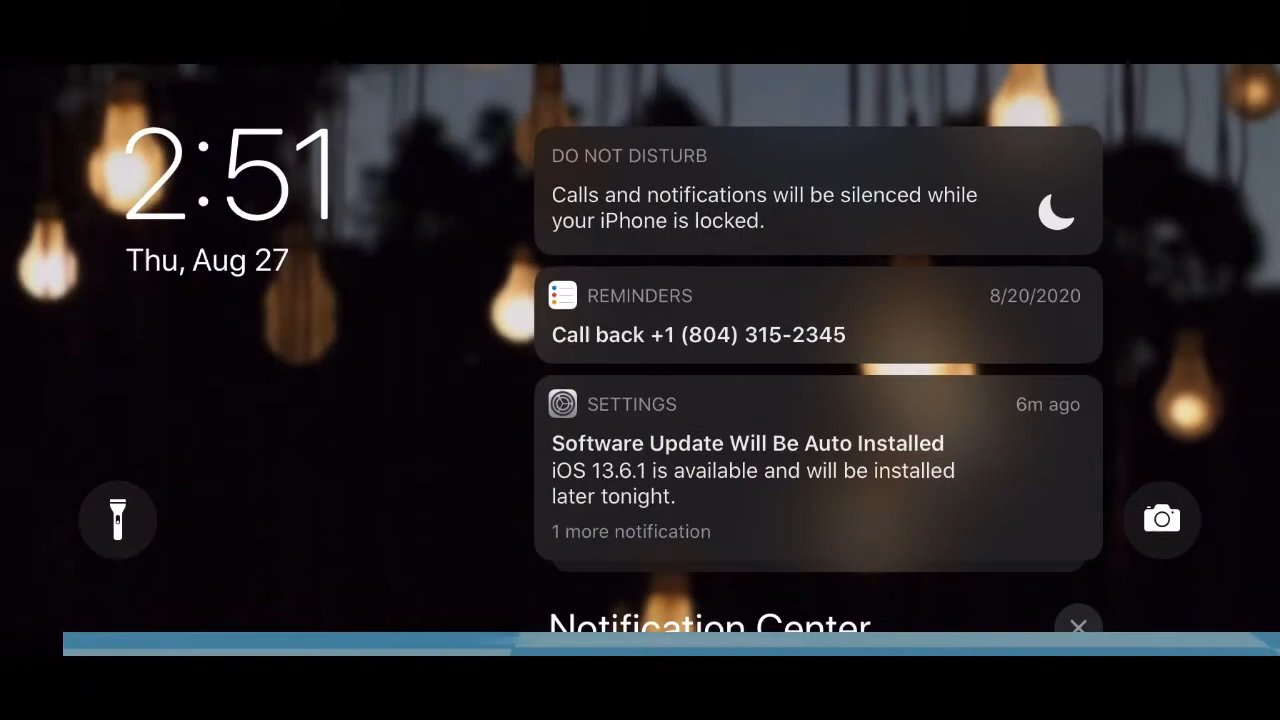 2:51
Thu, Aug 27
DO NOT DISTURB
Calls and notifications will be silenced while
your iPhone is locked.
REMINDERS 8/20/2020
Call back +1 (804) 315-2345
SETTINGS 6m ago
Software Update Will Be Auto Installed
iOS 13.6.1 is available and will be installed
later tonight.
1 more notification
Notification Center